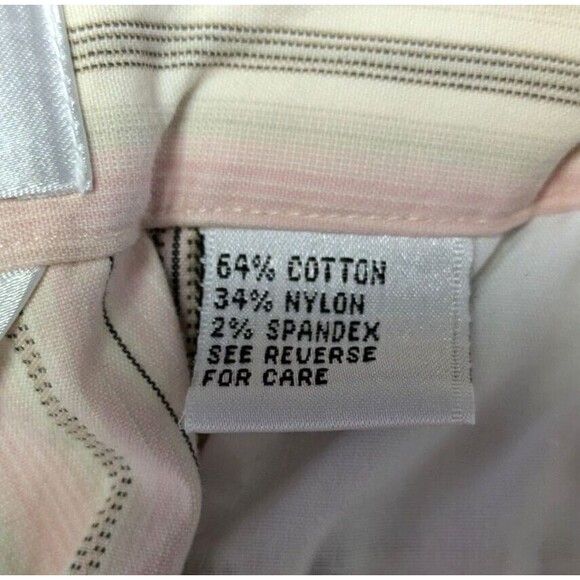 64% COTTON
34% NYLON
2% SPANDEX
SEE REVERSE
FOR CARE